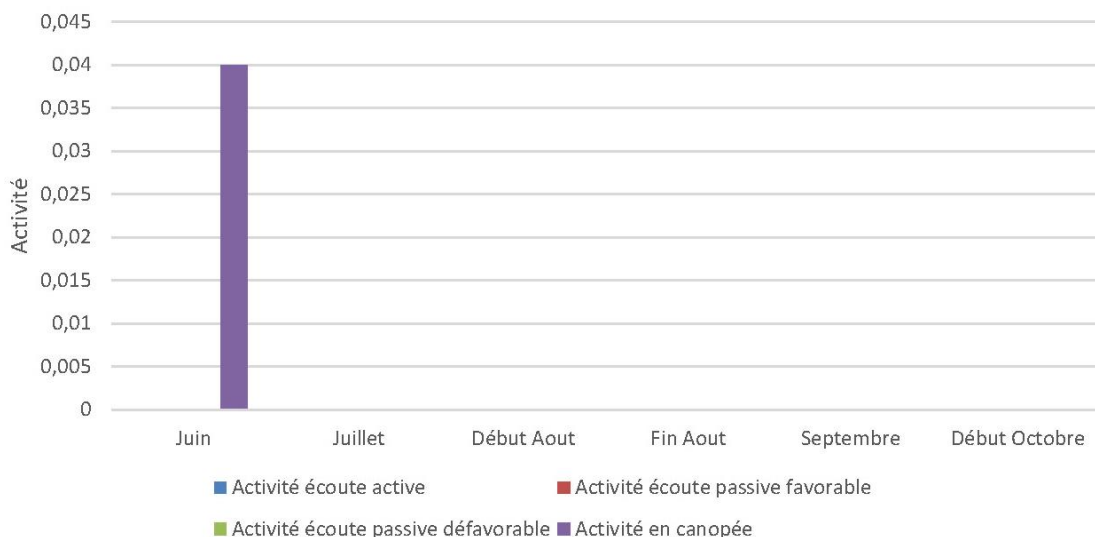 0,045
0,04
0,035
0,03
0,025
0,02
0,015
0,01
0,005
0
Activité
Juin Juillet Début Aout Fin Aout Septembre Début Octobre
Activité écoute active Activité écoute passive favorable
Activité écoute passive défavorable Activité en canopée